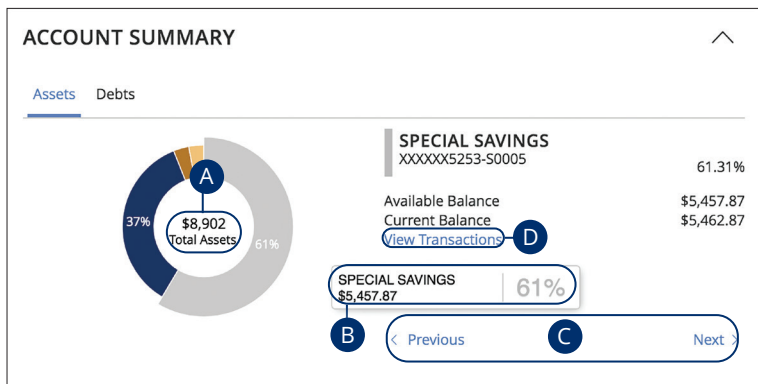 ACCOUNT SUMMARY
Assets Debts
SPECIAL SAVINGS
XXXXXX5253-S0005
61.31%
A
Available Balance $5,457.87
Current Balance $5,462.87
37%
$8,902
Total Assets
61%
View Transactions D
SPECIAL SAVINGS
$5,457.87
61%
B
< Previous C Next >